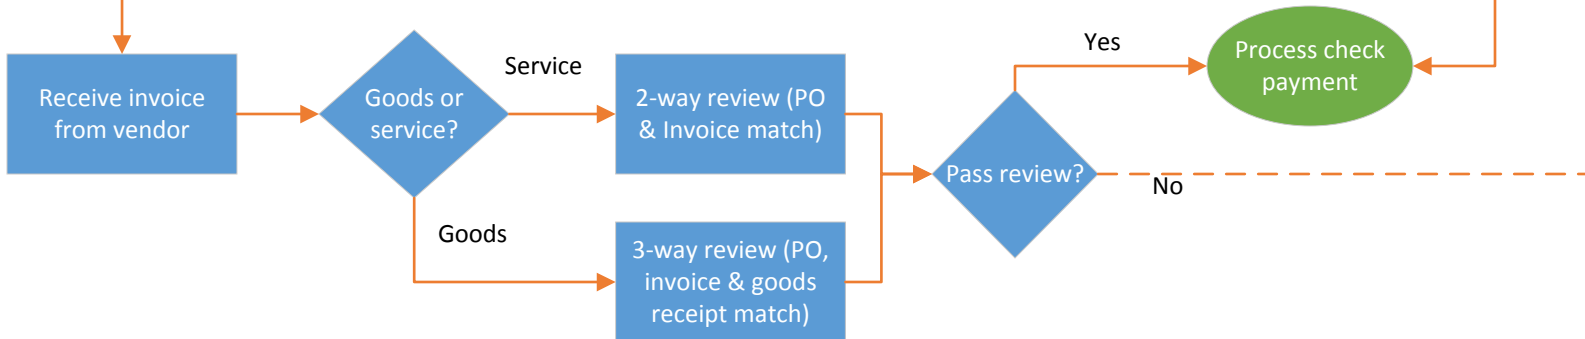 Receive invoice
from vendor
Goods or
service?
Service
Goods
2-way review (PO
& Invoice match)
3-way review (PO,
invoice & goods
receipt match)
Pass review?
Yes
No
Process check
payment